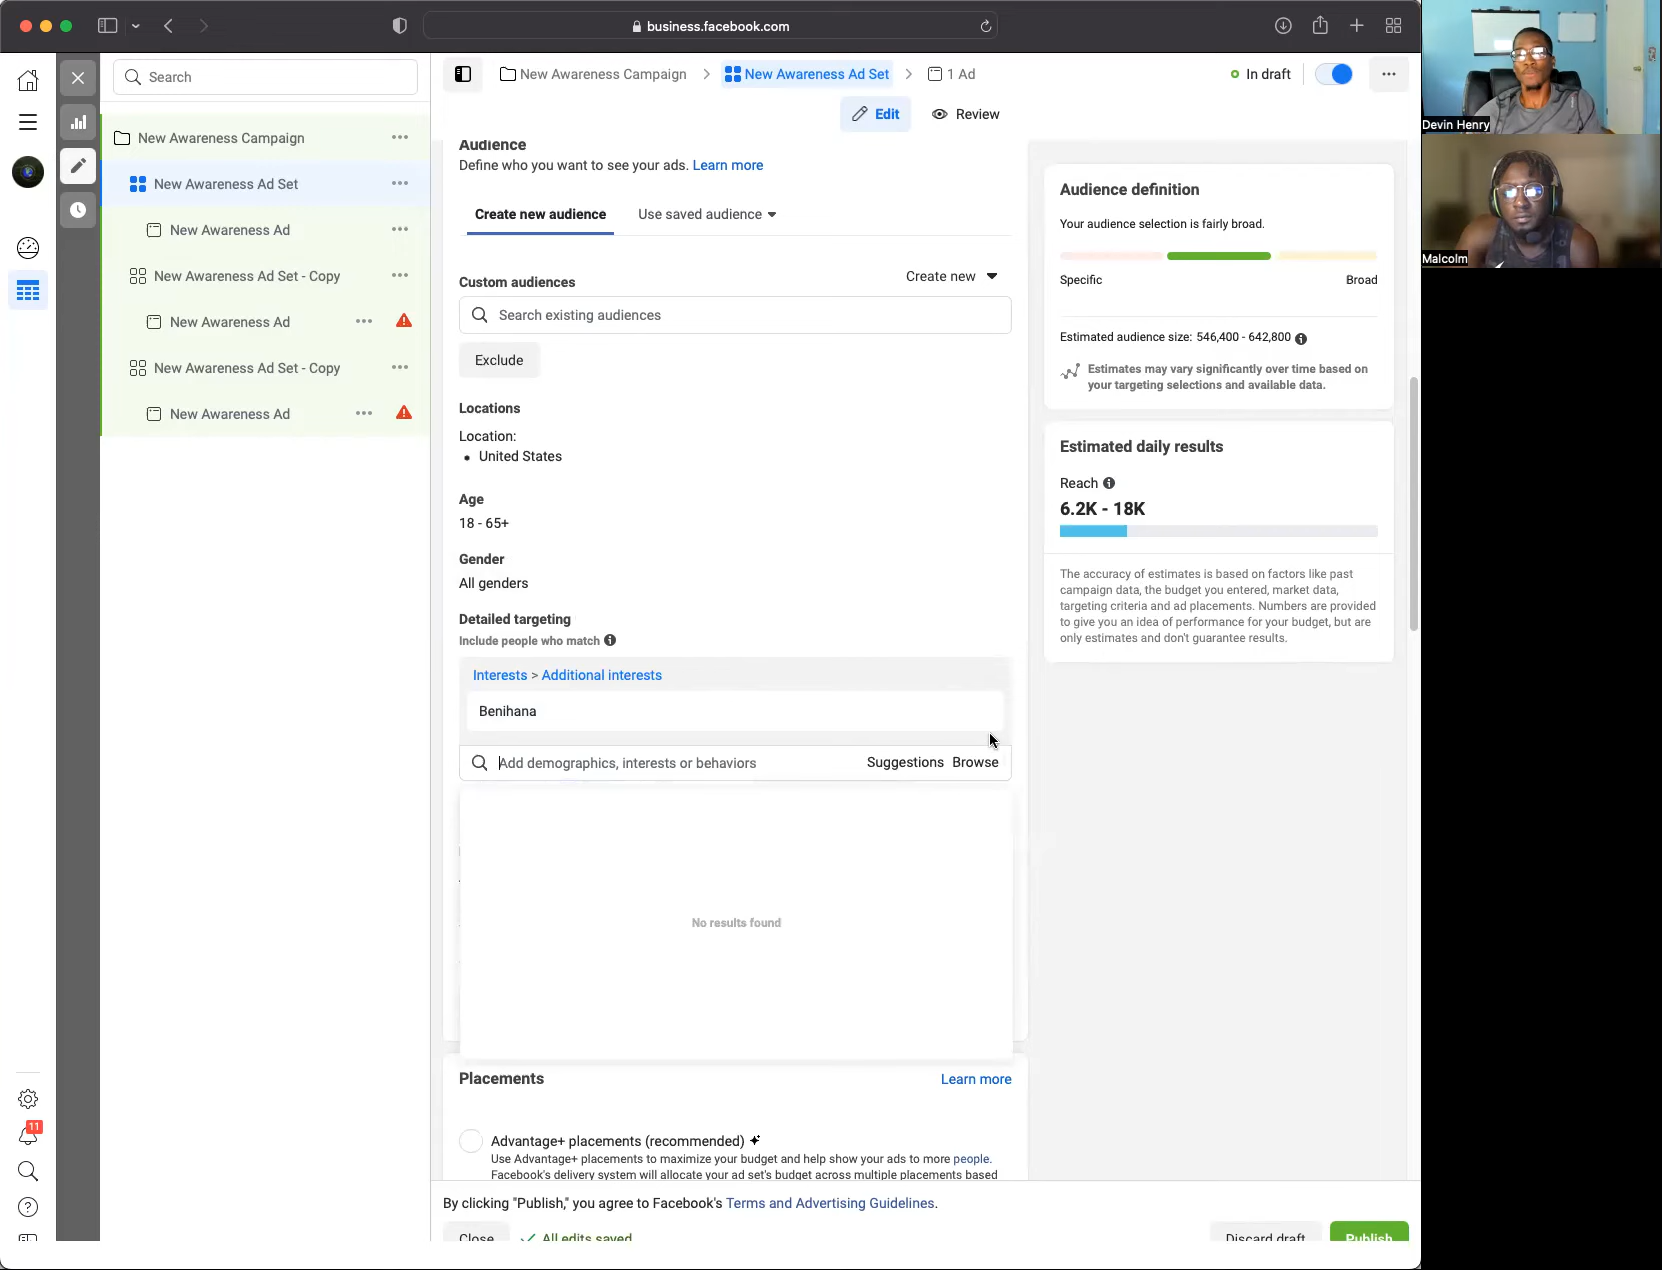 business.facebook.com
Search
New Awareness Campaign
New Awareness Ad Set
1 Ad
In draft
Edit
Review
New Awareness Campaign
New Awareness Ad Set
New Awareness Ad
New Awareness Ad Set - Copy
New Awareness Ad
New Awareness Ad Set - Copy
New Awareness Ad
11
Audience
Define who you want to see your ads. Learn more
Create new audience
Use saved audience
Custom audiences
Create new
Search existing audiences
Exclude
Locations
Location:
United States
Age
18 - 65+
Gender
All genders
Detailed targeting
Include people who match
Interests > Additional interests
Benihana
Add demographics, interests or behaviors
Suggestions
Browse
No results found
Placements
Learn more
Advantage+ placements (recommended)
Use Advantage+ placements to maximize your budget and help show your ads to more people.
Facebook's delivery system will allocate your ad set's budget across multiple placements based
By clicking "Publish," you agree to Facebook's Terms and Advertising Guidelines.
Close
All edits saved
Discard draft
Publish
Audience definition
Your audience selection is fairly broad.
Specific
Broad
Estimated audience size: 546,400 - 642,800
Estimates may vary significantly over time based on
your targeting selections and available data.
Estimated daily results
Reach
6.2K - 18K
The accuracy of estimates is based on factors like past
campaign data, the budget you entered, market data,
targeting criteria and ad placements. Numbers are provided
to give you an idea of performance for your budget, but are
only estimates and don't guarantee results.
Devin Henry
Malcolm